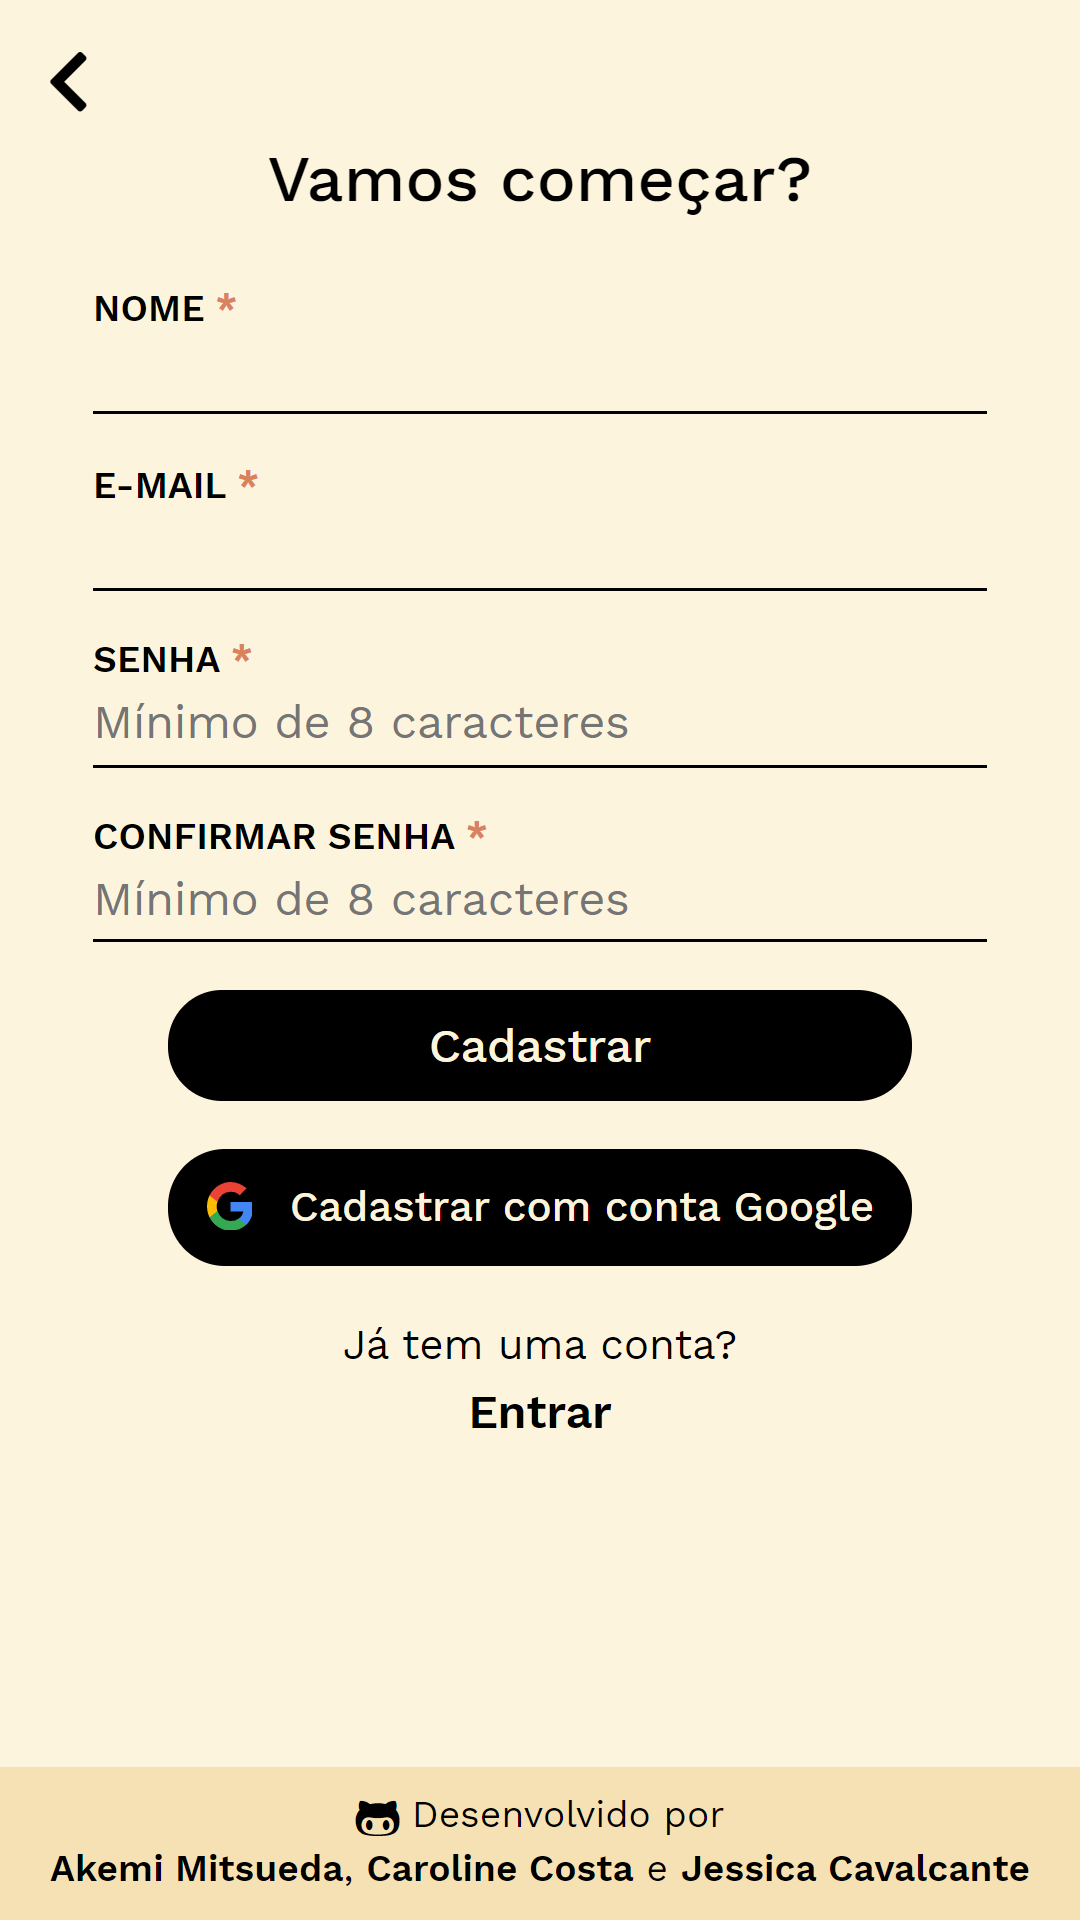 Vamos começar?
NOME *
E-MAIL *
SENHA *
Mínimo de 8 caracteres
CONFIRMAR SENHA *
Mínimo de 8 caracteres
Cadastrar
Cadastrar com conta Google
Já tem uma conta?
Entrar
Desenvolvido por
Akemi Mitsueda, Caroline Costa e Jessica Cavalcante